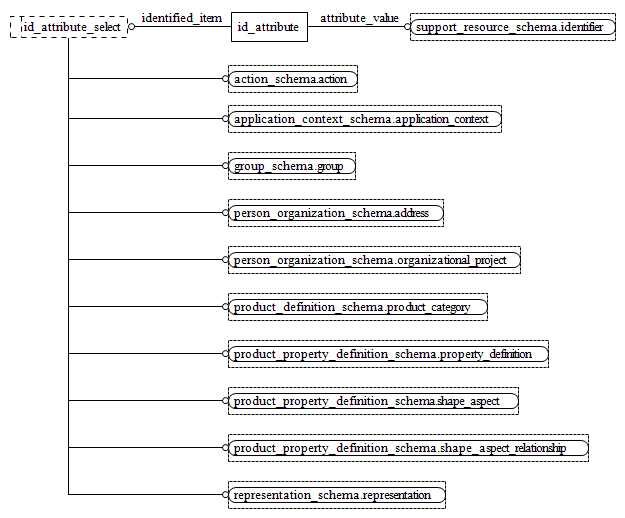 id_attribute_select identified_item id_attribute attribute_value support_resource_schema.identifier
action_schema.action
application_context_schema.application_context
group_schema.group
person_organization_schema.address
person_organization_schema.organizational_project
product_definition_schema.product_category
product_property_definition_schema.property_definition
product_property_definition_schema.shape_aspect
product_property_definition_schema.shape_aspect_relationship
representation_schema.representation